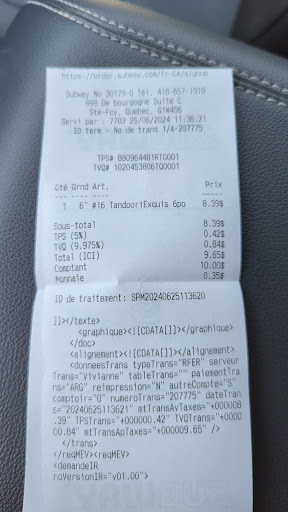 https://order.subway.com/fr-CA/signup
Subway No 30179-0 Tél. 418-657-1919
999 De bourgogne Suite C
Ste-Foy, Quebec, G1W4S6
Servi par : 7703 25/06/2024 11:36:21
ID term - No de trans 1/A-207775
TPS# 880964481RT0001
TVQ# 1020453806TQ0001
Qté Grnd Art. Prix
1 6" #16 TandooriExquis 6po 8.39$
Sous-total 8.39$
TPS (5%) 0.42$
TVQ (9.975%) 0.84$
Total (ICI) 9.65$
Comptant 10.00$
Monnaie 0.35$
ID de traitement: SPM20240625113620
]]></texte>
<graphique><![CDATA[]]></graphique>
</doc>
<alignement><![CDATA[]]></alignement>
<donneesTrans typeTrans="RFER" serveur
Trans="Vivianne" tableTrans="" paiementTra
ns="ARG" reimpression="N" autreCompte="S"
comptoir="O" numeroTrans="207775" dateTran
s="20240625113621" mtTransAvTaxes="+000008
.39" TPSTrans="+000000.42" TVQTrans="+0000
00.84" mtTransApTaxes="+000009.65" />
</trans>
</reqMEV><reqMEV>
<demandeIR
noVersionIR="v01.00">